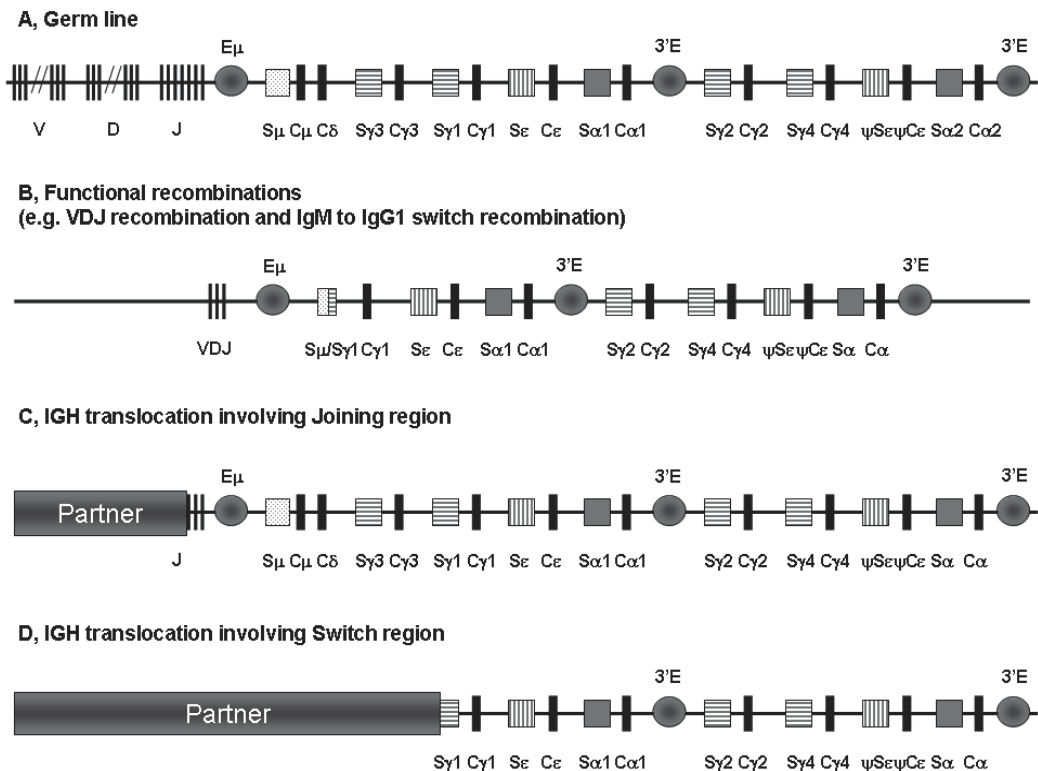 A, Germ line
Eμ 3'E 3'E
V D J Sμ Cμ Cδ Sγ3 Cγ3 Sγ1 Cγ1 Sε Cε Sα1 Cα1 Sγ2 Cγ2 Sγ4 Cγ4 ψSεψCε Sα2 Cα2
B, Functional recombinations
(e.g. VDJ recombination and IgM to IgG1 switch recombination)
Eμ 3'E 3'E
VDJ Sμ/Sγ1 Cγ1 Sε Cε Sα1 Cα1 Sγ2 Cγ2 Sγ4 Cγ4 ψSεψCε Sα Cα
C, IGH translocation involving Joining region
Eμ 3'E 3'E
Partner
J Sμ Cμ Cδ Sγ3 Cγ3 Sγ1 Cγ1 Sε Cε Sα1 Cα1 Sγ2 Cγ2 Sγ4 Cγ4 ψSεψCε Sα Cα
D, IGH translocation involving Switch region
3'E 3'E
Partner
Sγ1 Cγ1 Sε Cε Sα1 Cα1 Sγ2 Cγ2 Sγ4 Cγ4 ψSεψCε Sα Cα